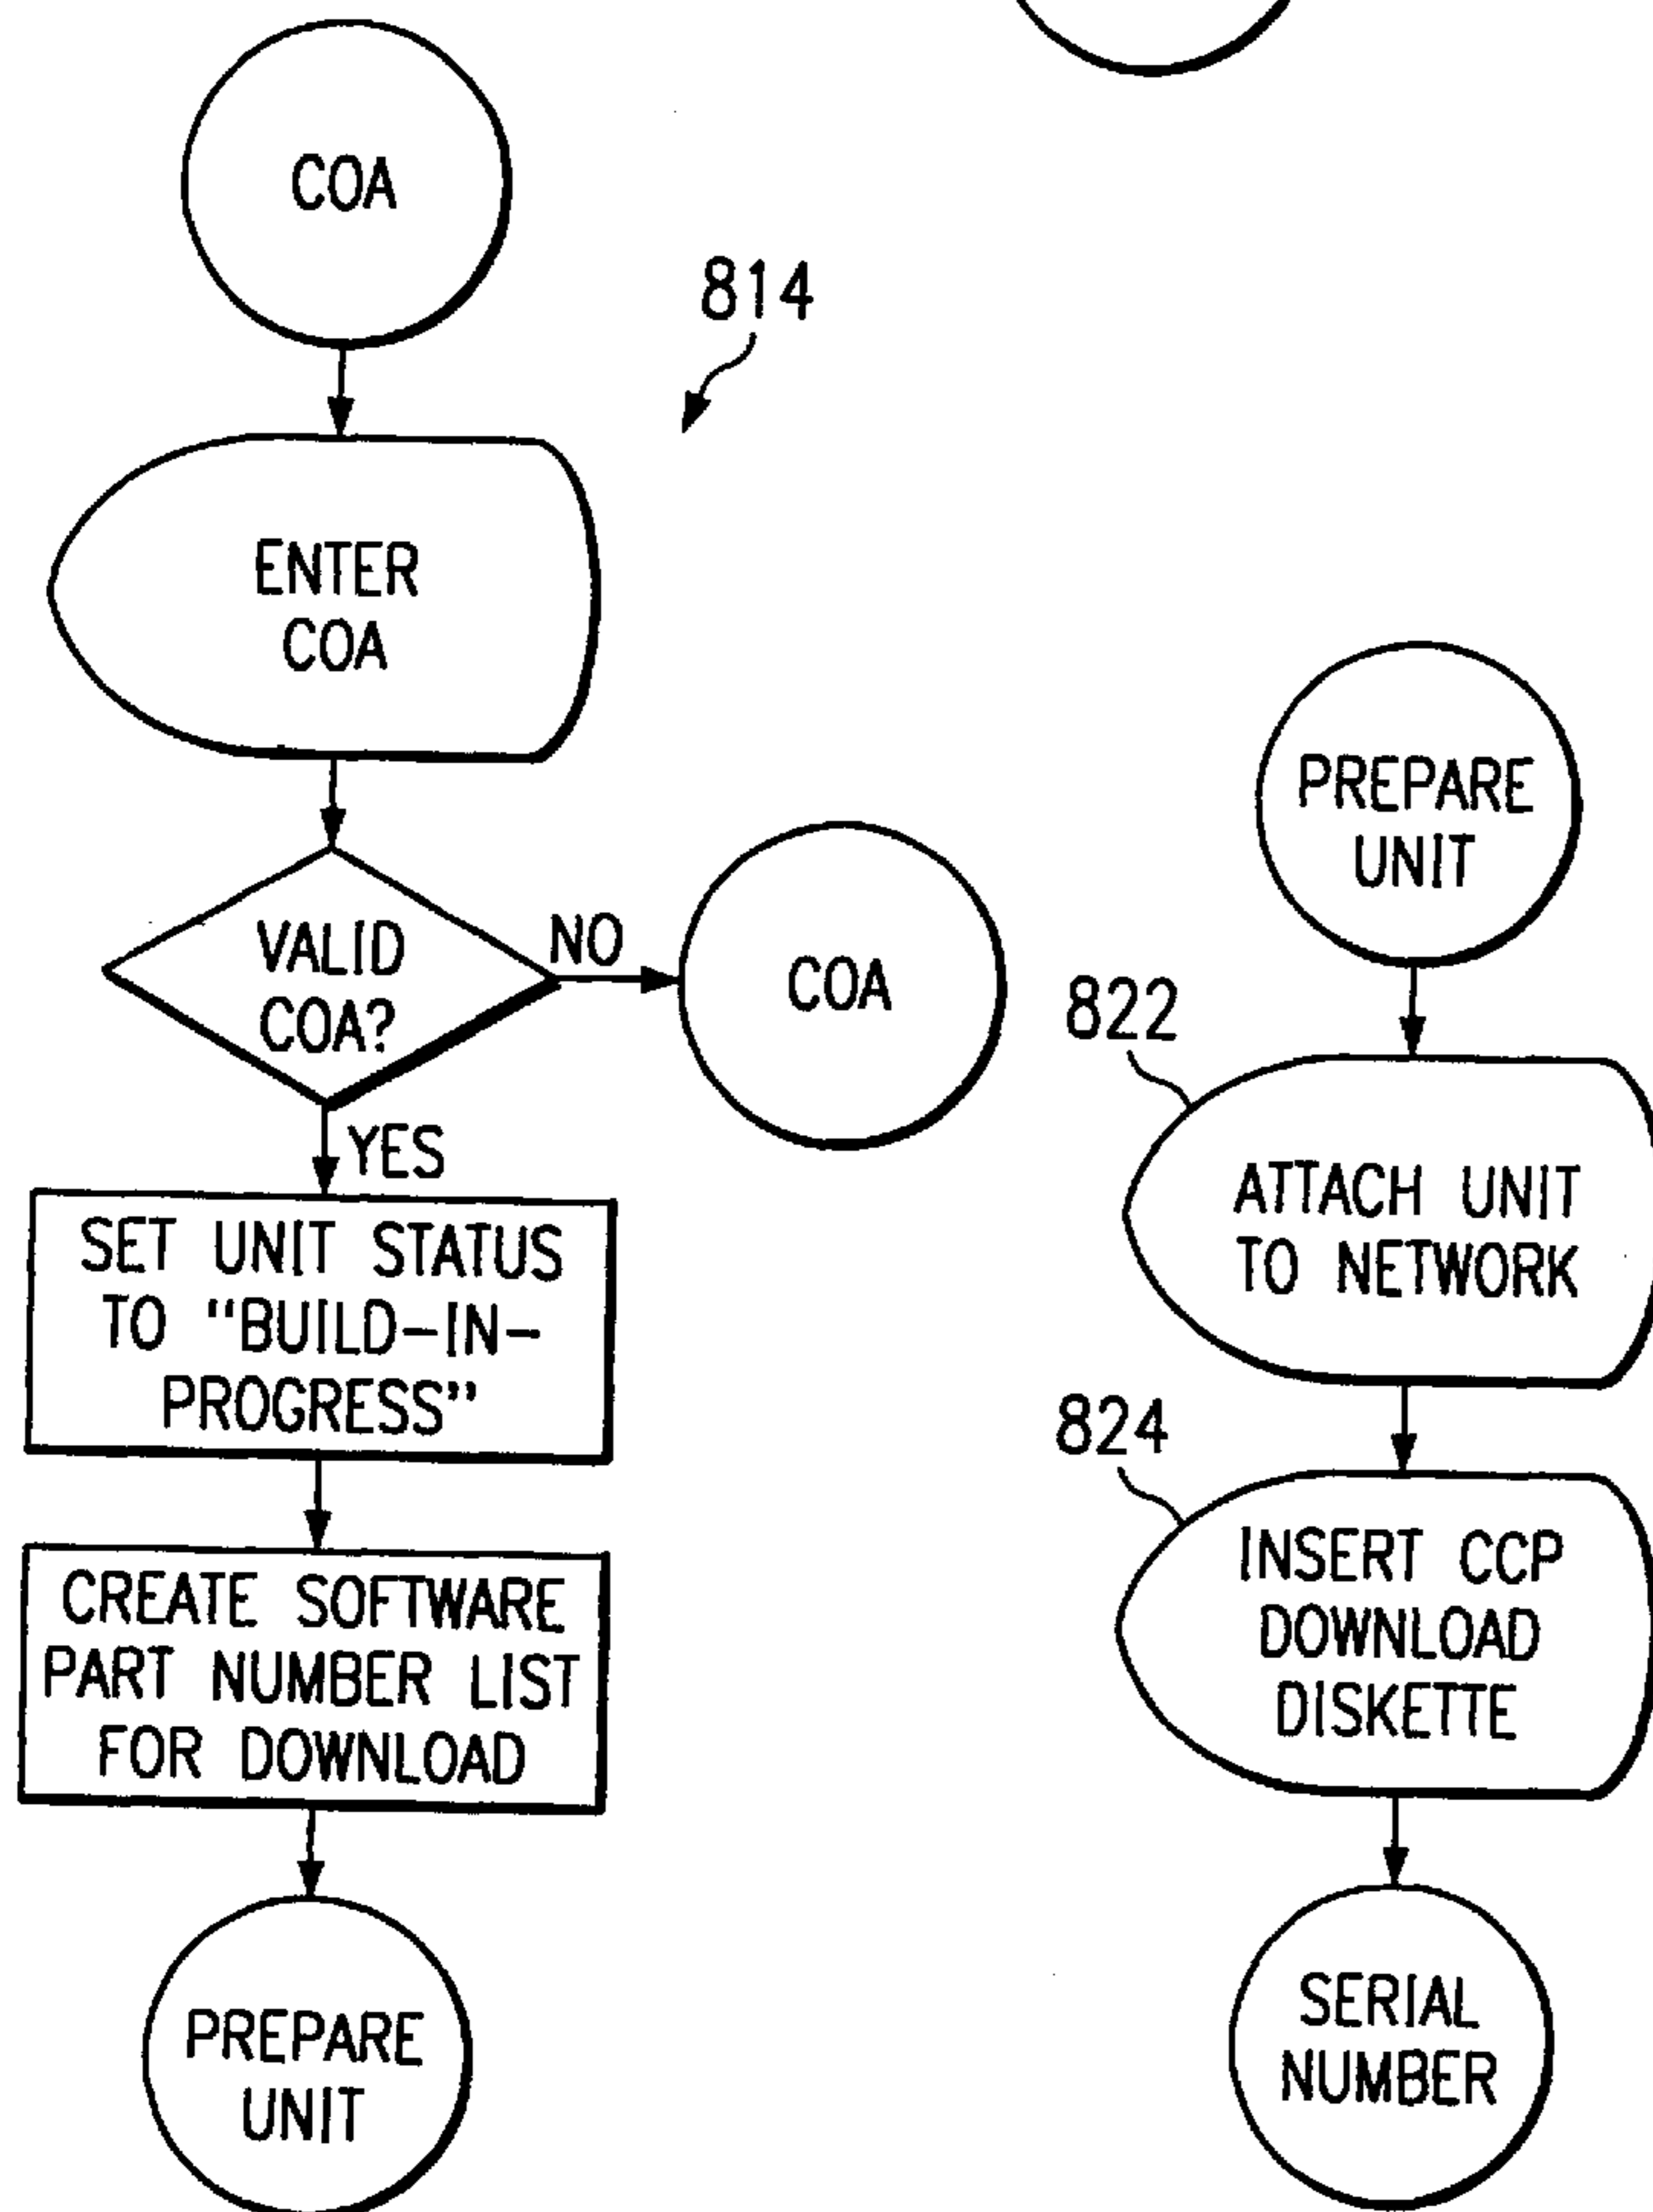 COA
814
ENTER
COA
VALID
COA?
NO
COA
YES
SET UNIT STATUS
TO "BUILD-IN-
PROGRESS"
CREATE SOFTWARE
PART NUMBER LIST
FOR DOWNLOAD
PREPARE
UNIT
PREPARE
UNIT
822
ATTACH UNIT
TO NETWORK
824
INSERT CCP
DOWNLOAD
DISKETTE
SERIAL
NUMBER